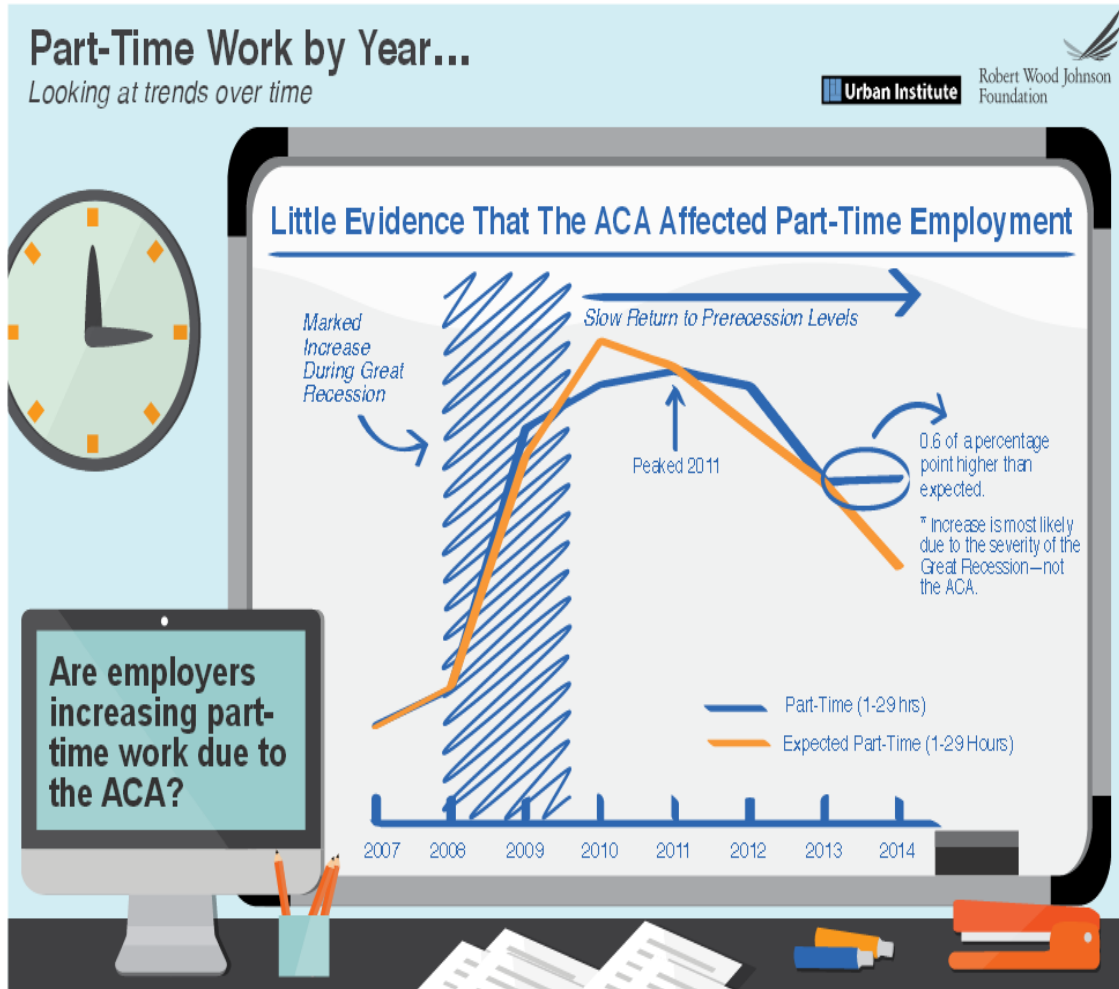 Part-Time Work by Year...
Looking at trends over time
Urban Institute
Robert Wood Johnson
Foundation
Little Evidence That The ACA Affected Part-Time Employment
Marked
Increase
During Great
Recession
Slow Return to Prerecession Levels
Peaked 2011
0.6 of a percentage
point higher than
expected.
* Increase is most likely
due to the severity of the
Great Recession—not
the ACA.
Part-Time (1-29 hrs)
Expected Part-Time (1-29 Hours)
2007 2008 2009 2010 2011 2012 2013 2014
Are employers
increasing part-
time work due to
the ACA?